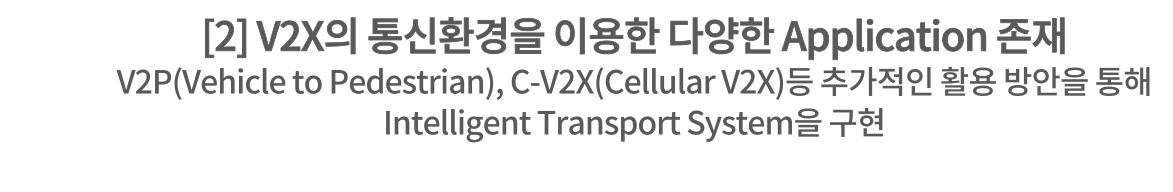 [2] V2X의 통신환경을 이용한 다양한 Application 존재
V2P(Vehicle to Pedestrian), C-V2X(Cellular V2X)등 추가적인 활용 방안을 통해
Intelligent Transport System을 구현